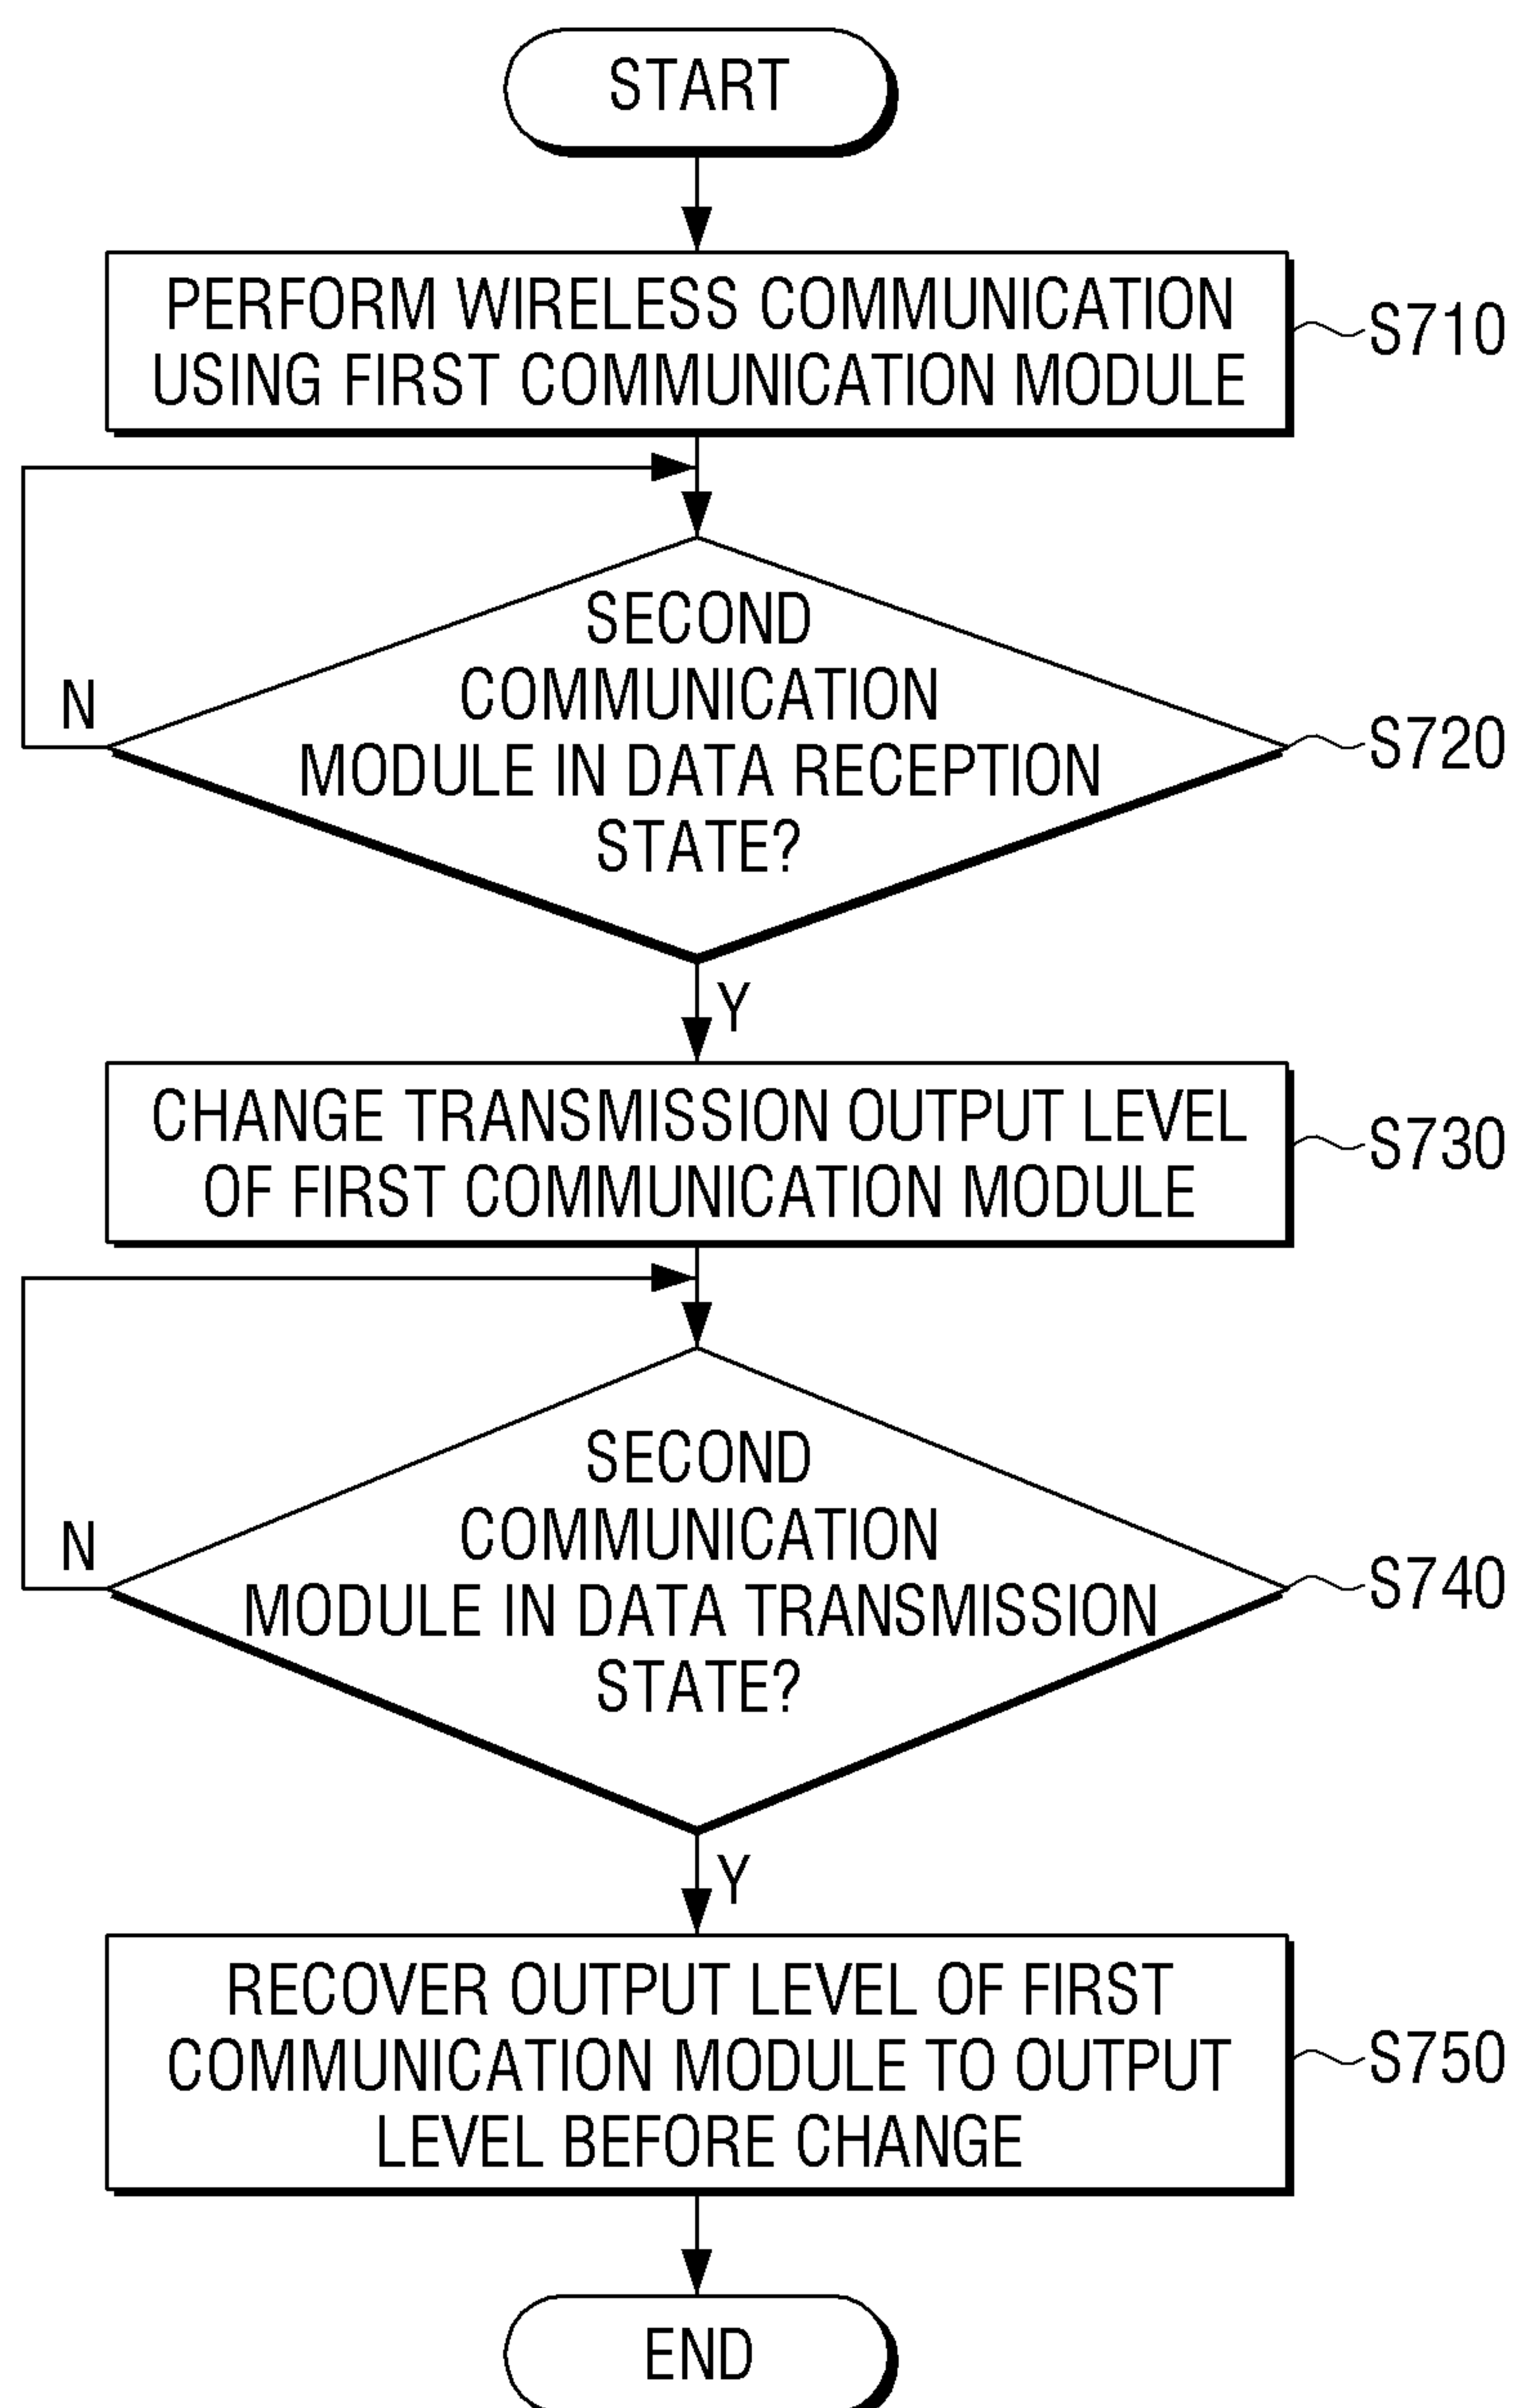 START
PERFORM WIRELESS COMMUNICATION
USING FIRST COMMUNICATION MODULE
S710
SECOND
COMMUNICATION
MODULE IN DATA RECEPTION
STATE?
N
S720
Y
CHANGE TRANSMISSION OUTPUT LEVEL
OF FIRST COMMUNICATION MODULE
S730
SECOND
COMMUNICATION
MODULE IN DATA TRANSMISSION
STATE?
N
S740
Y
RECOVER OUTPUT LEVEL OF FIRST
COMMUNICATION MODULE TO OUTPUT
LEVEL BEFORE CHANGE
S750
END